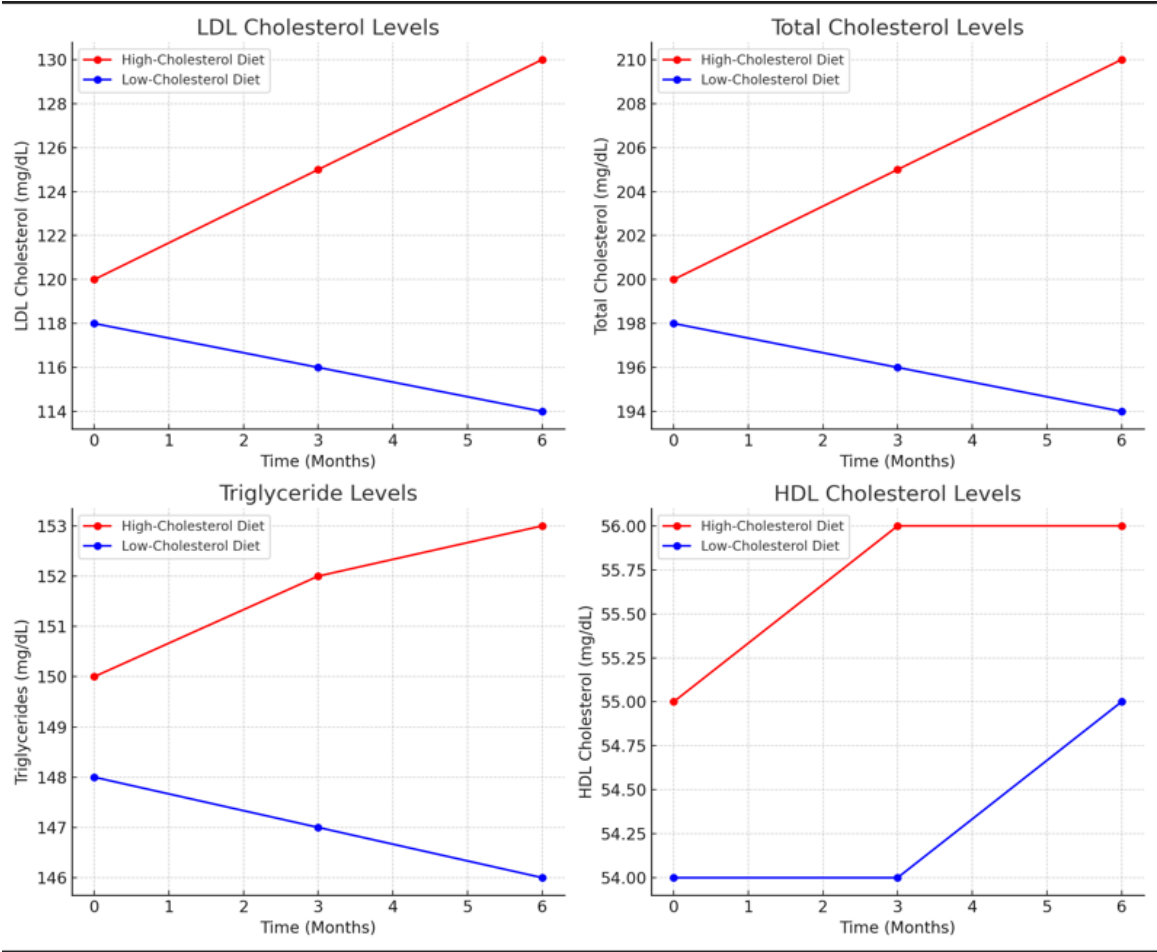 LDL Cholesterol Levels
High-Cholesterol Diet
Low-Cholesterol Diet
130
128
126
124
122
120
118
116
114
LDL Cholesterol (mg/dL)
0 1 2 3 4 5 6
Time (Months)
Total Cholesterol Levels
High-Cholesterol Diet
Low-Cholesterol Diet
210
208
206
204
202
200
198
196
194
Total Cholesterol (mg/dL)
0 1 2 3 4 5 6
Time (Months)
Triglyceride Levels
High-Cholesterol Diet
Low-Cholesterol Diet
153
152
151
150
149
148
147
146
Triglycerides (mg/dL)
0 1 2 3 4 5 6
Time (Months)
HDL Cholesterol Levels
High-Cholesterol Diet
Low-Cholesterol Diet
56.00
55.75
55.50
55.25
55.00
54.75
54.50
54.25
54.00
HDL Cholesterol (mg/dL)
0 1 2 3 4 5 6
Time (Months)